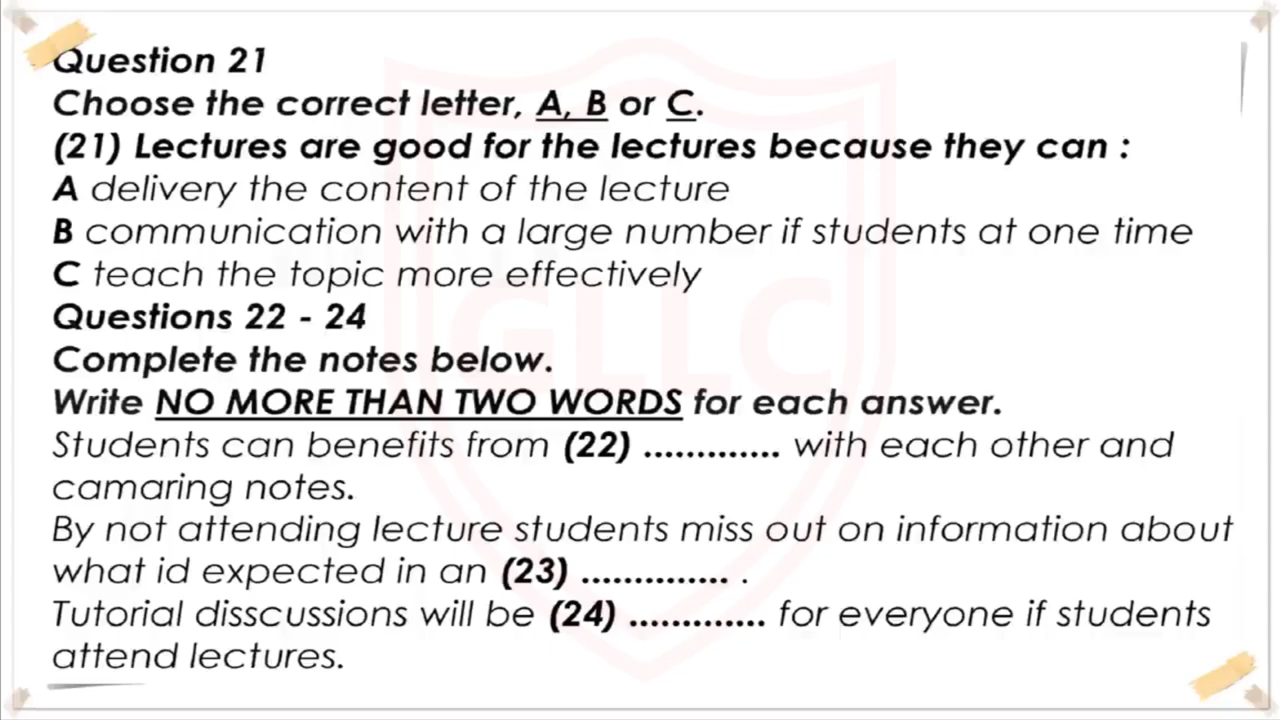 Question 21
Choose the correct letter, A, B or C.
(21) Lectures are good for the lectures because they can :
A delivery the content of the lecture
B communication with a large number if students at one time
C teach the topic more effectively
Questions 22 - 24
Complete the notes below.
Write NO MORE THAN TWO WORDS for each answer.
Students can benefits from (22) ............. with each other and
camaring notes.
By not attending lecture students miss out on information about
what id expected in an (23) .............. .
Tutorial disscussions will be (24) ............. for everyone if students
attend lectures.
GLLC